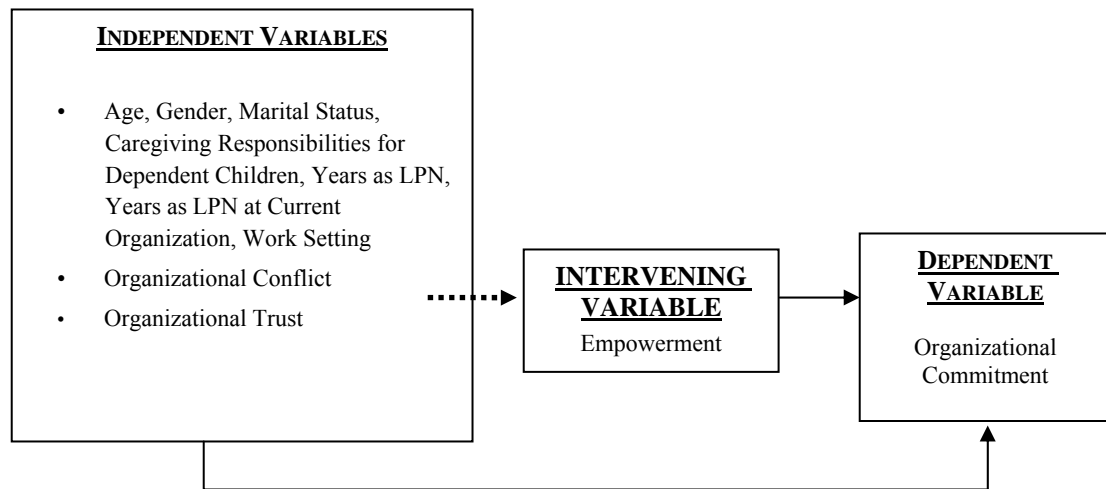 INDEPENDENT VARIABLES
• Age, Gender, Marital Status,
Caregiving Responsibilities for
Dependent Children, Years as LPN,
Years as LPN at Current
Organization, Work Setting
• Organizational Conflict
• Organizational Trust
INTERVENING
VARIABLE
Empowerment
DEPENDENT
VARIABLE
Organizational
Commitment